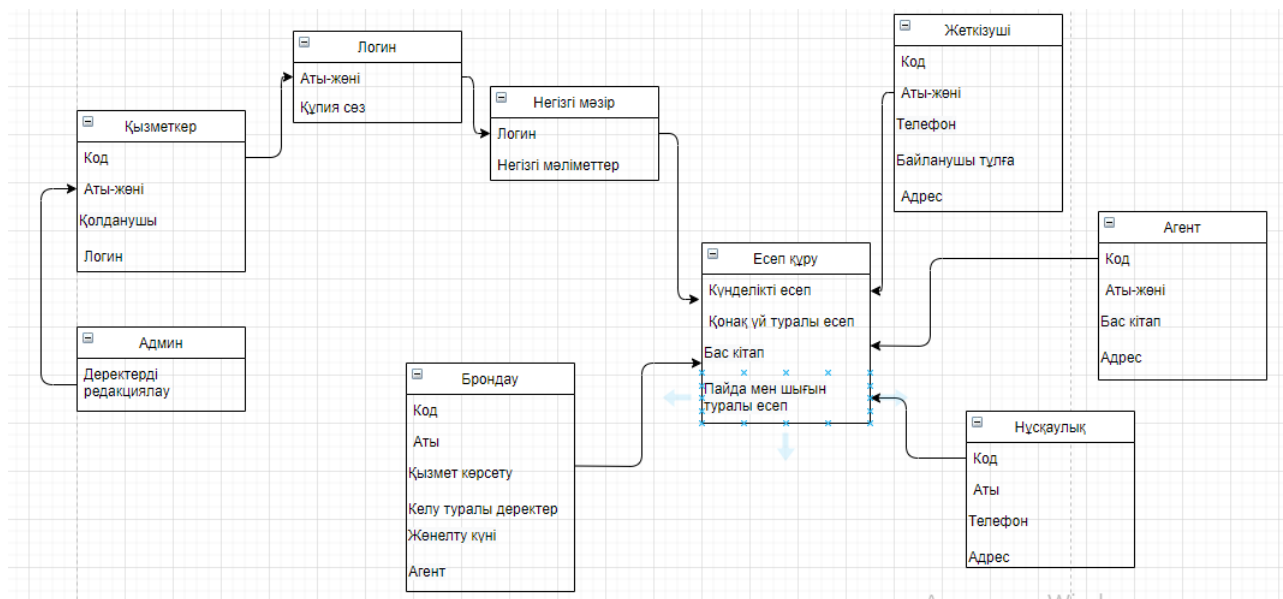 Логин
Аты-жөні
Құпия сөз
Негізгі мәзір
Логин
Негізгі мәліметтер
Қызметкер
Код
Аты-жөні
Қолданушы
Логин
Админ
Деректерді
редакциялау
Жеткізуші
Код
Аты-жөні
Телефон
Байланушы тұлға
Адрес
Есеп құру
Күнделікті есеп
Қонақ үй туралы есеп
Бас кітап
Пайда мен шығын
туралы есеп
Агент
Код
Аты-жөні
Бас кітап
Адрес
Брондау
Код
Аты
Қызмет көрсету
Келу туралы деректер
Жөнелту күні
Агент
Нұсқаулық
Код
Аты
Телефон
Адрес